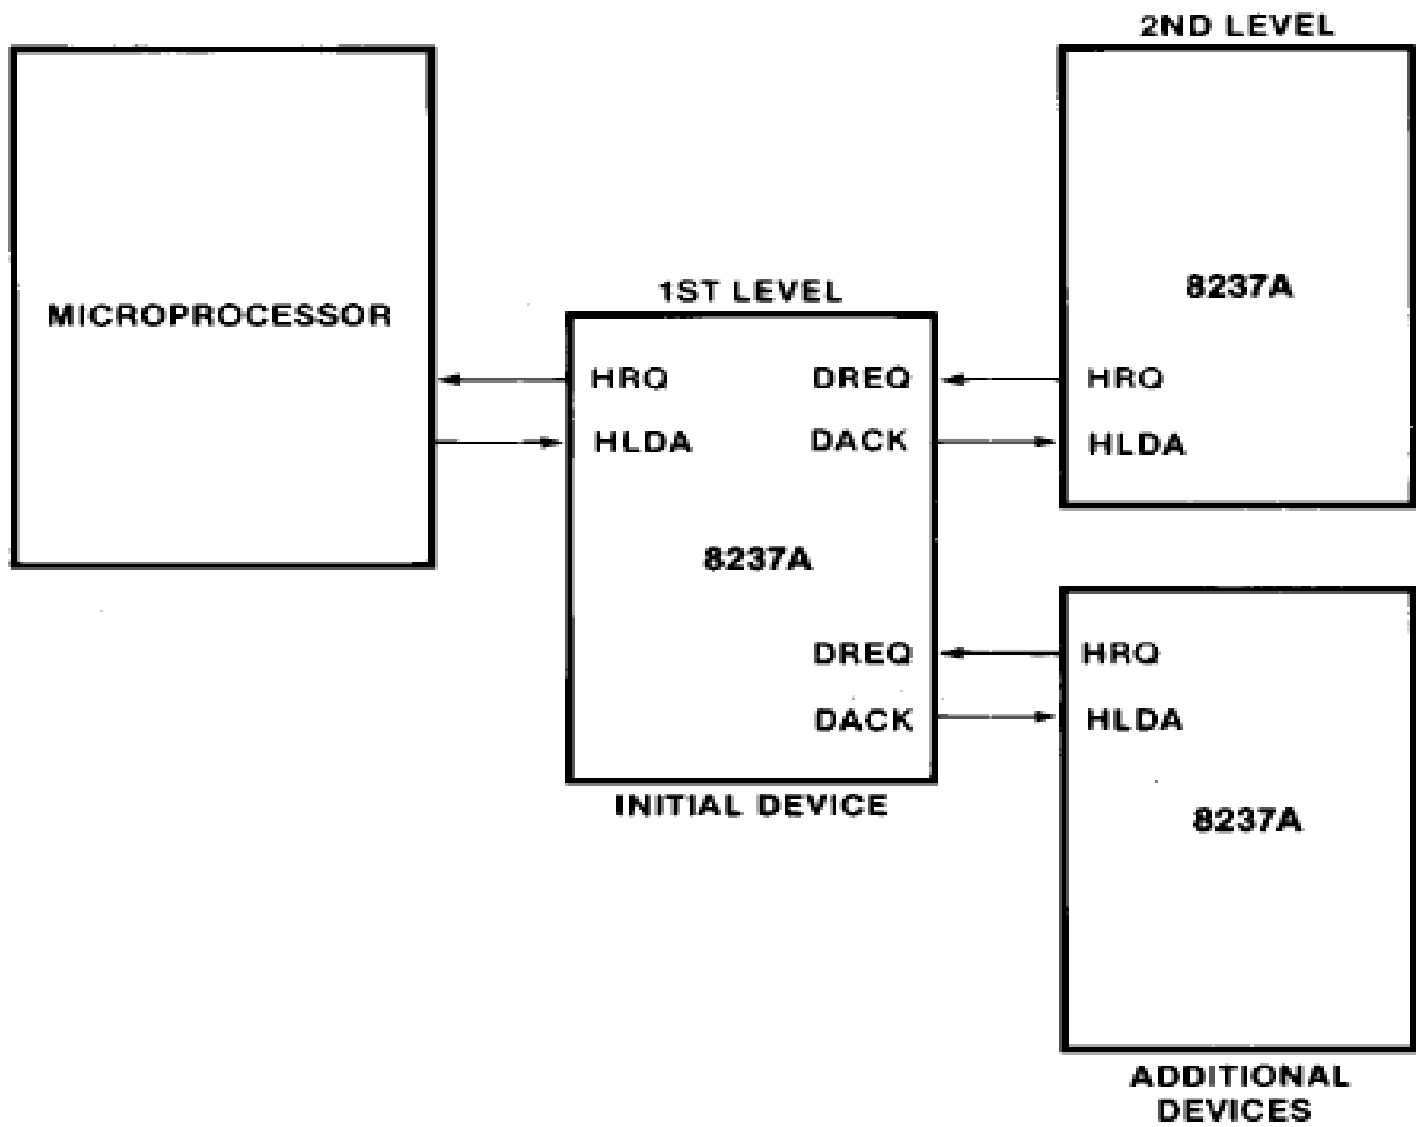 2ND LEVEL
MICROPROCESSOR
8237A
HRQ
HLDA
1ST LEVEL
HRQ
DREQ
HLDA
DACK
8237A
DREQ
DACK
INITIAL DEVICE
HRQ
HLDA
8237A
ADDITIONAL
DEVICES